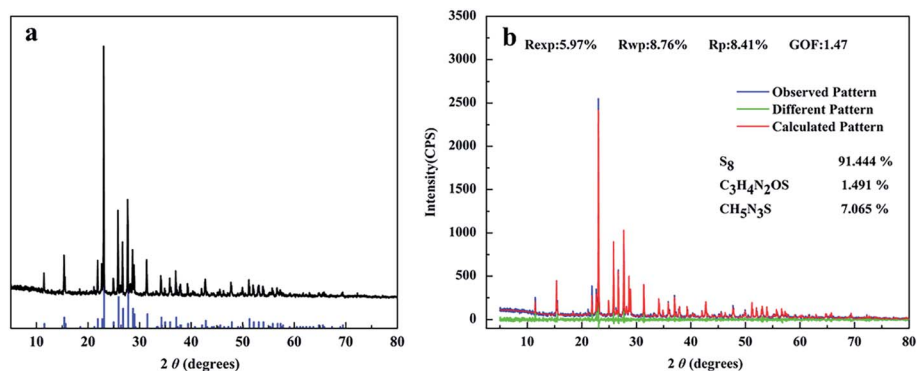 a
10 20 30 40 50 60 70 80
2 θ (degrees)
b
Rexp:5.97% Rwp:8.76% Rp:8.41% GOF:1.47
Observed Pattern
Different Pattern
Calculated Pattern
S8 91.444 %
C3H4N2OS 1.491 %
CH5N3S 7.065 %
Intensity(CPS)
3500
3000
2500
2000
1500
1000
500
0
10 20 30 40 50 60 70 80
2 θ (degrees)